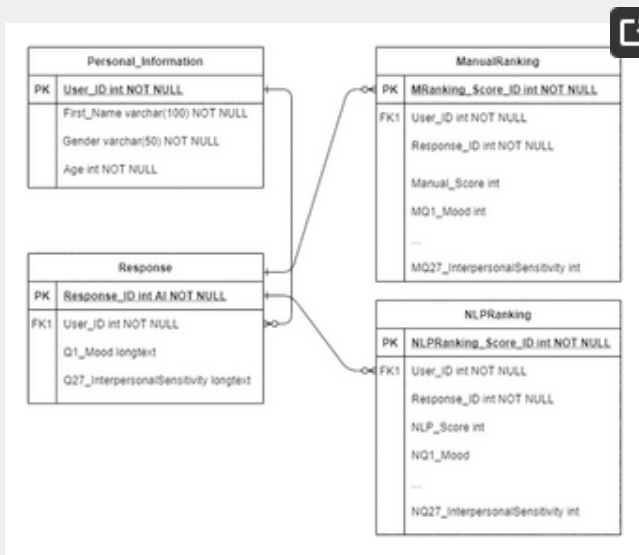 Personal_Information
PK User_ID int NOT NULL
First_Name varchar(100) NOT NULL
Gender varchar(50) NOT NULL
Age int NOT NULL
Response
PK Response_ID int AI NOT NULL
FK1 User_ID int NOT NULL
Q1_Mood longtext
Q27_InterpersonalSensitivity longtext
ManualRanking
PK MRanking_Score_ID int NOT NULL
FK1 User_ID int NOT NULL
Response_ID int NOT NULL
Manual_Score int
MQ1_Mood int
...
MQ27_InterpersonalSensitivity int
NLPRanking
PK NLPRanking_Score_ID int NOT NULL
FK1 User_ID int NOT NULL
Response_ID int NOT NULL
NLP_Score int
NQ1_Mood
...
NQ27_InterpersonalSensitivity int